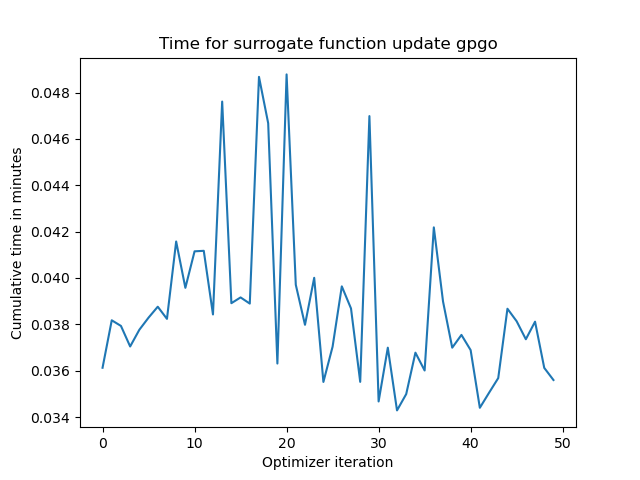 Time for surrogate function update gpgo
Cumulative time in minutes
0.048
0.046
0.044
0.042
0.040
0.038
0.036
0.034
0 10 20 30 40 50
Optimizer iteration